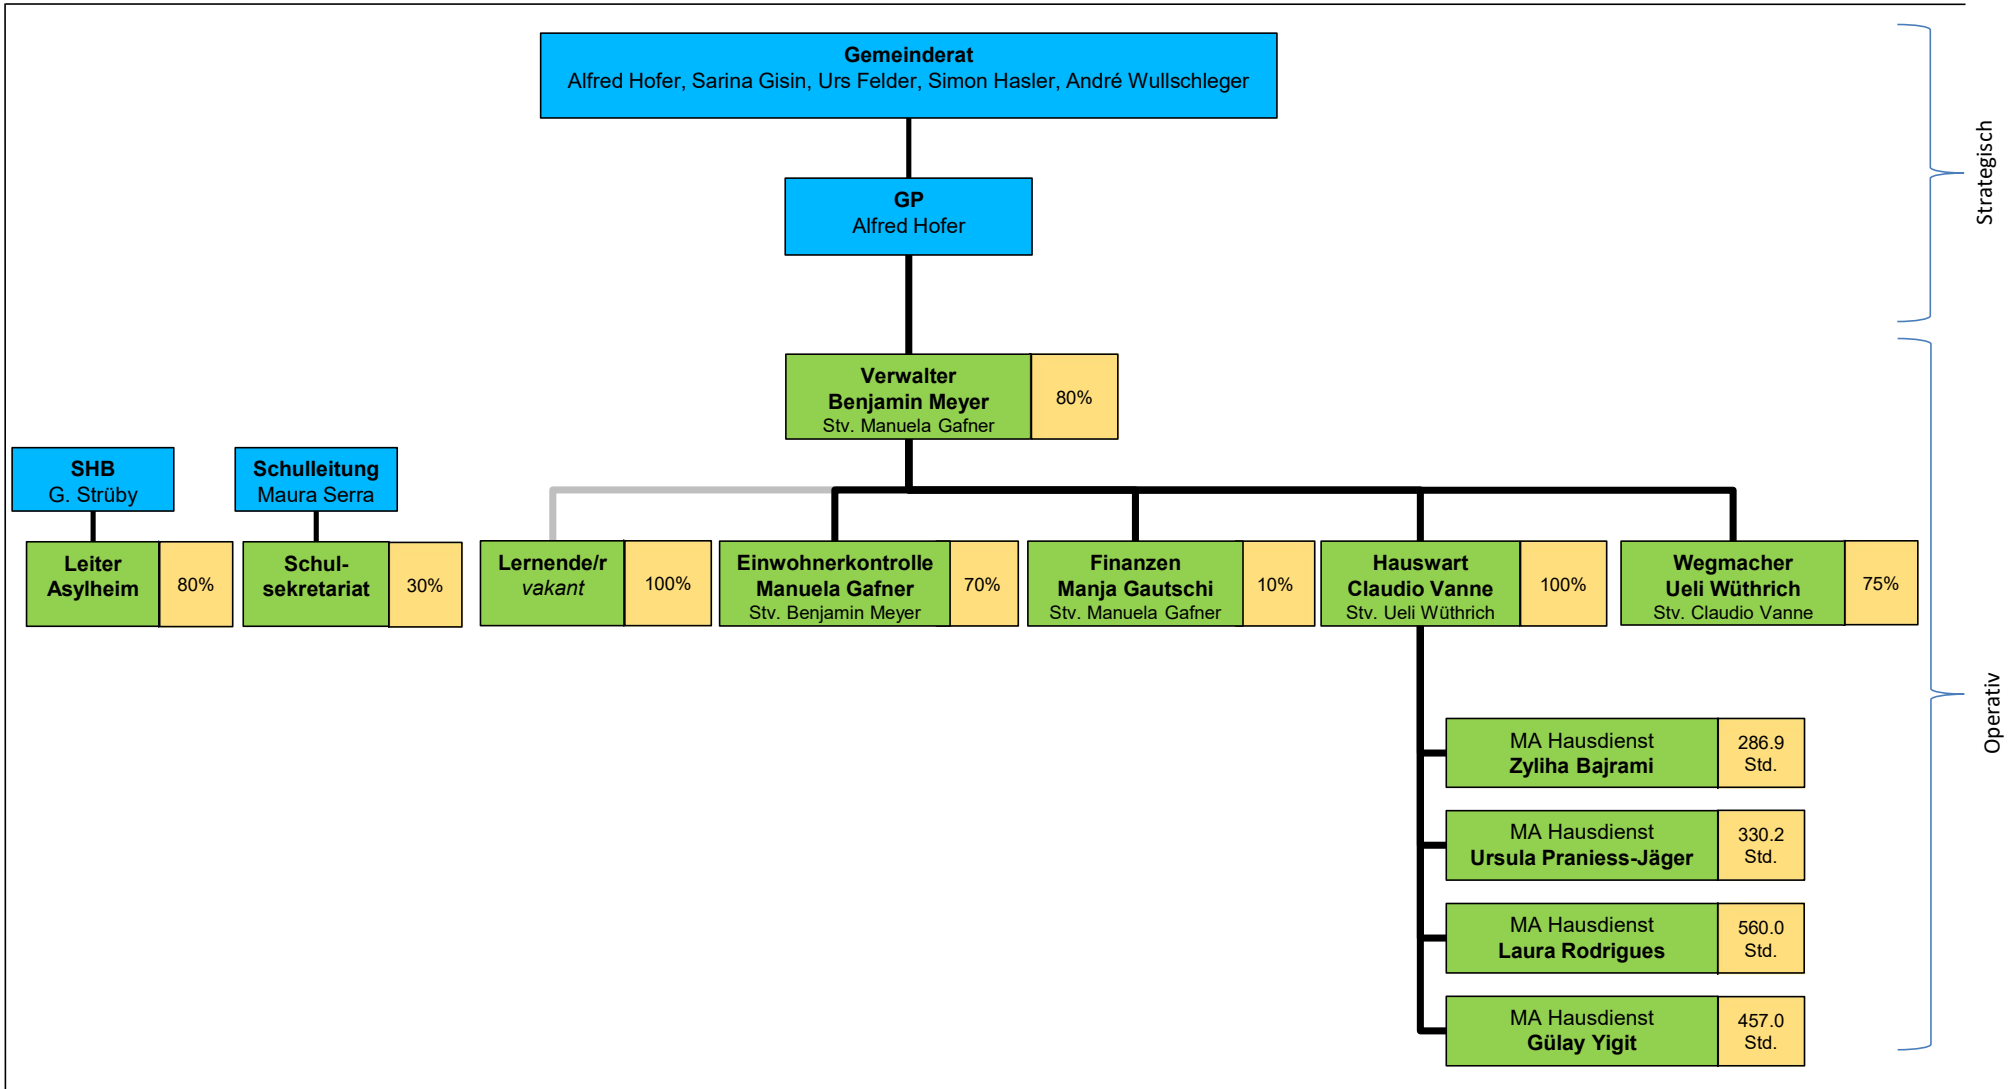 Gemeinderat
Alfred Hofer, Sarina Gisin, Urs Felder, Simon Hasler, André Wullschleger
Strategisch
GP
Alfred Hofer
Verwalter
Benjamin Meyer
Stv. Manuela Gafner
80%
SHB
G. Strüby
Schulleitung
Maura Serra
Leiter
Asylheim
80%
Schul-
sekretariat
30%
Lernende/r
vakant
100%
Einwohnerkontrolle
Manuela Gafner
Stv. Benjamin Meyer
70%
Finanzen
Manja Gautschi
Stv. Manuela Gafner
10%
Hauswart
Claudio Vanne
Stv. Ueli Wüthrich
100%
Wegmacher
Ueli Wüthrich
Stv. Claudio Vanne
75%
Operativ
MA Hausdienst
Zyliha Bajrami
286.9
Std.
MA Hausdienst
Ursula Praniess-Jäger
330.2
Std.
MA Hausdienst
Laura Rodrigues
560.0
Std.
MA Hausdienst
Gülay Yigit
457.0
Std.